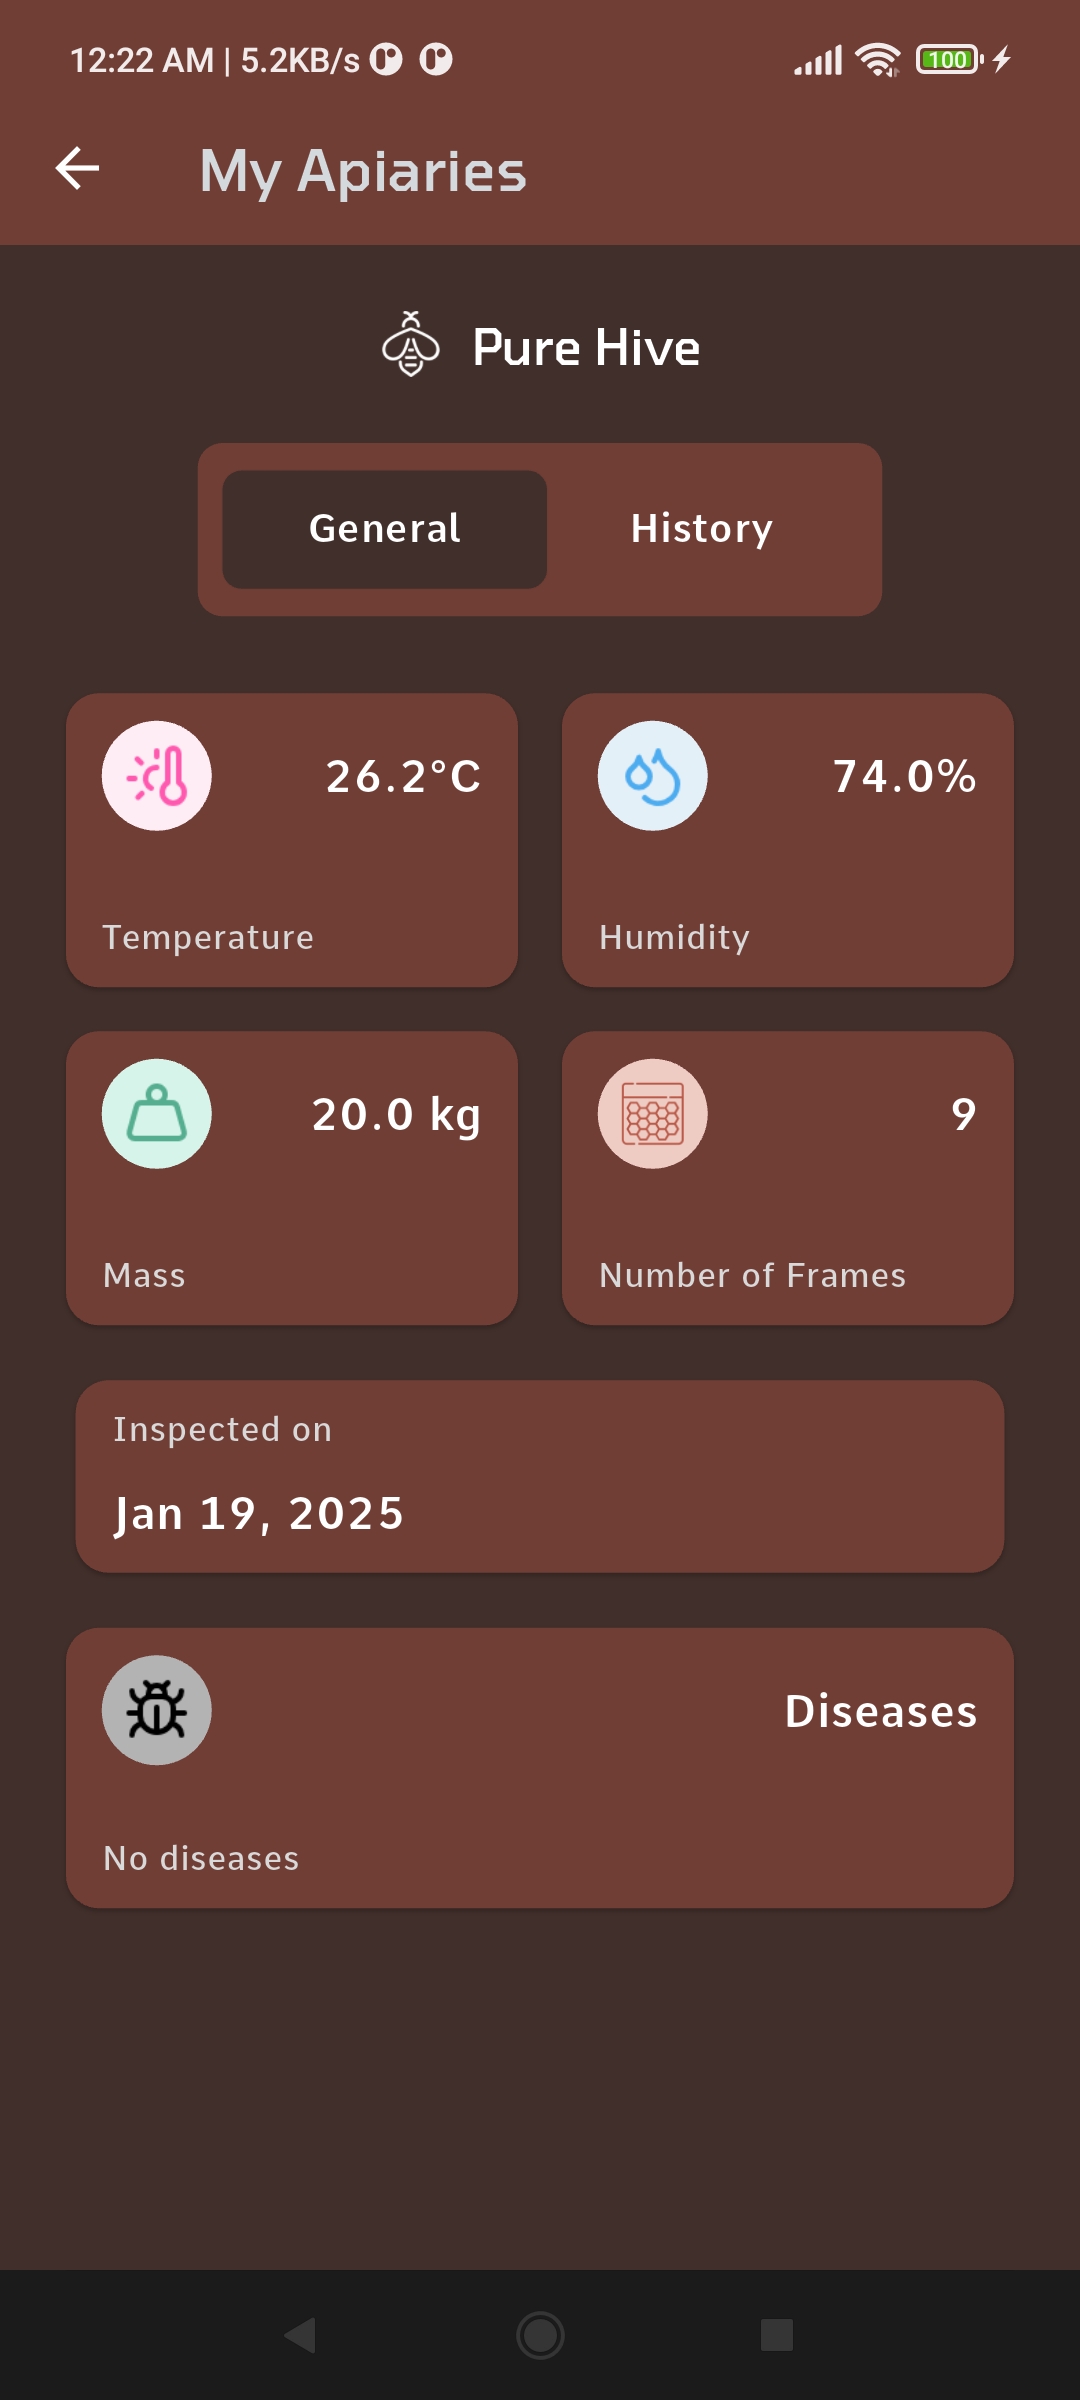 12:22 AM | 5.2KB/s
100
My Apiaries
Pure Hive
General
History
26.2°C
Temperature
74.0%
Humidity
20.0 kg
Mass
9
Number of Frames
Inspected on
Jan 19, 2025
Diseases
No diseases